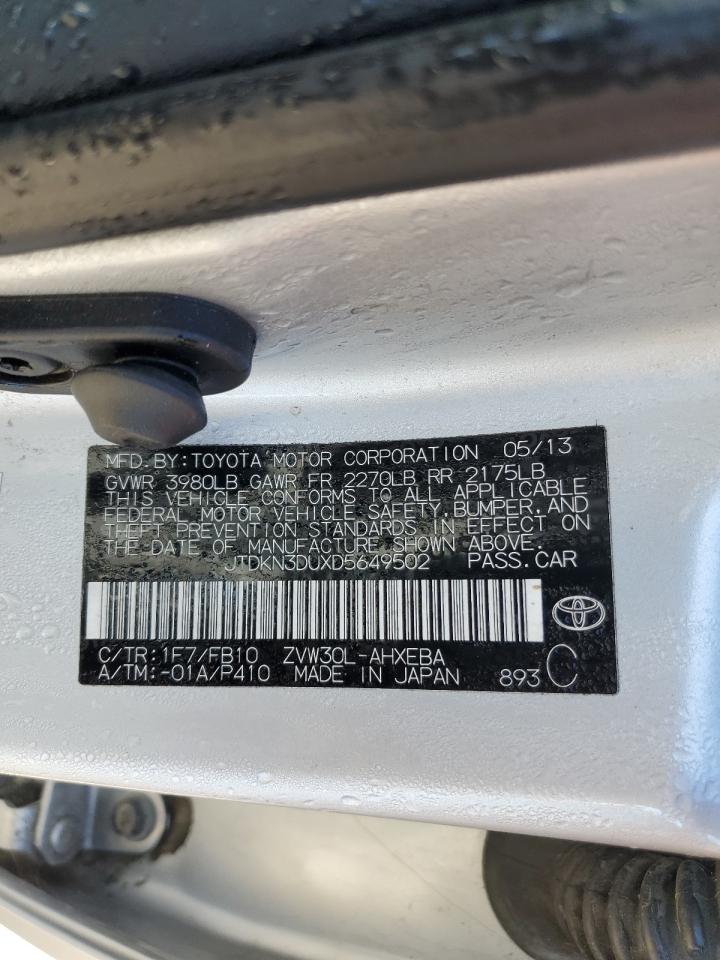 MFD. BY: TOYOTA MOTOR CORPORATION 05/13
GVWR 3980LB GAWR FR 2270LB RR 2175LB
THIS VEHICLE CONFORMS TO ALL APPLICABLE
FEDERAL MOTOR VEHICLE SAFETY, BUMPER, AND
THEFT PREVENTION STANDARDS IN EFFECT ON
THE DATE OF MANUFACTURE SHOWN ABOVE.
JTDKN3DUXD5649502 PASS.CAR
C/TR: 1F7/FB10 ZVW30L-AHXEBA
A/TM: -01A/P410 MADE IN JAPAN 893 C